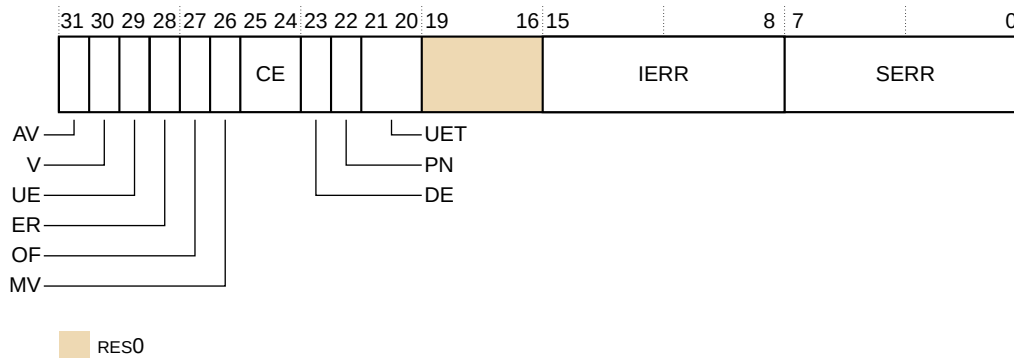 31 30 29 28 27 26 25 24 23 22 21 20 19 16 15 8 7 0
CE IERR SERR
AV UET
V PN
UE DE
ER
OF
MV
RES0